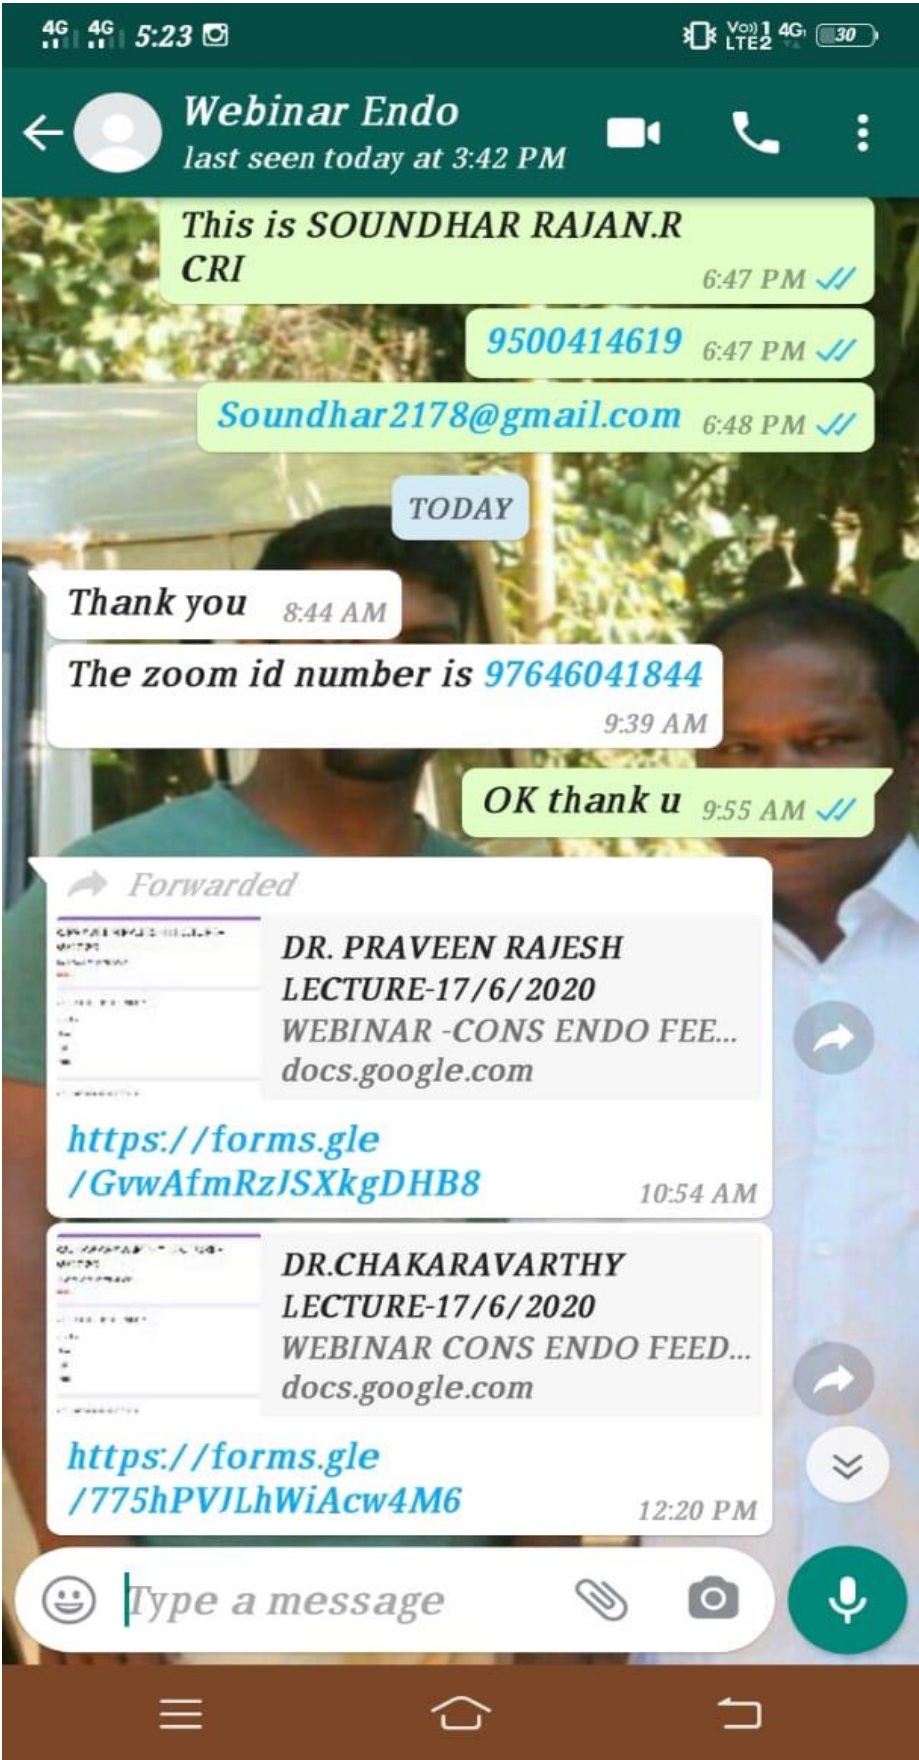 4G 4G 5:23 Vo)) 1 4G 30
LTE2
Webinar Endo
last seen today at 3:42 PM
This is SOUNDHAR RAJAN.R
CRI
6:47 PM
9500414619 6:47 PM
Soundhar2178@gmail.com 6:48 PM
TODAY
Thank you 8:44 AM
The zoom id number is 97646041844
9:39 AM
OK thank u 9:55 AM
Forwarded
DR. PRAVEEN RAJESH
LECTURE-17/6/2020
WEBINAR -CONS ENDO FEE...
docs.google.com
https://forms.gle
/GvwAfmRzJSXkgDHB8
10:54 AM
DR.CHAKARAVARTHY
LECTURE-17/6/2020
WEBINAR CONS ENDO FEED...
docs.google.com
https://forms.gle
/775hPVJLhWiAcw4M6
12:20 PM
Type a message